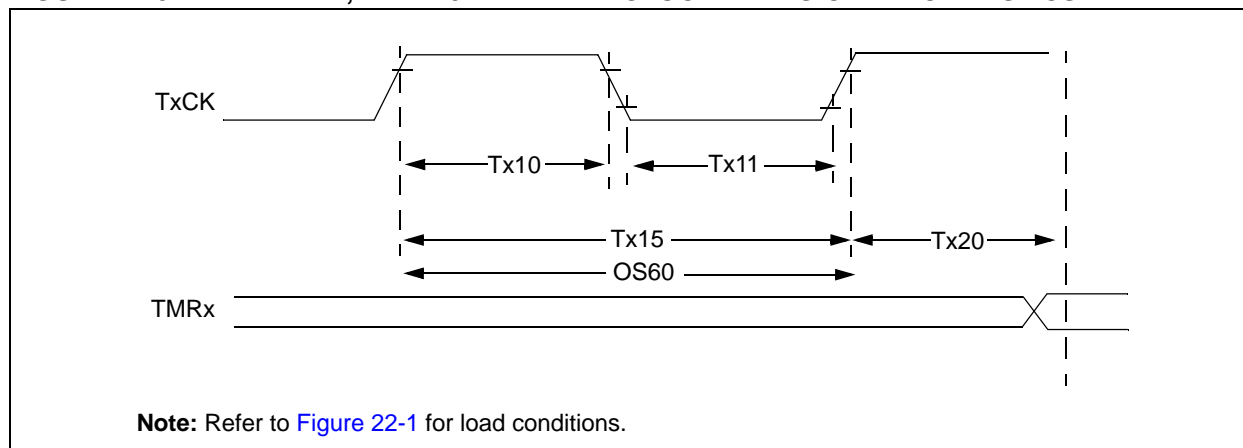 TxCK
Tx10 Tx11
Tx15 Tx20
OS60
TMRx
Note: Refer to Figure 22-1 for load conditions.